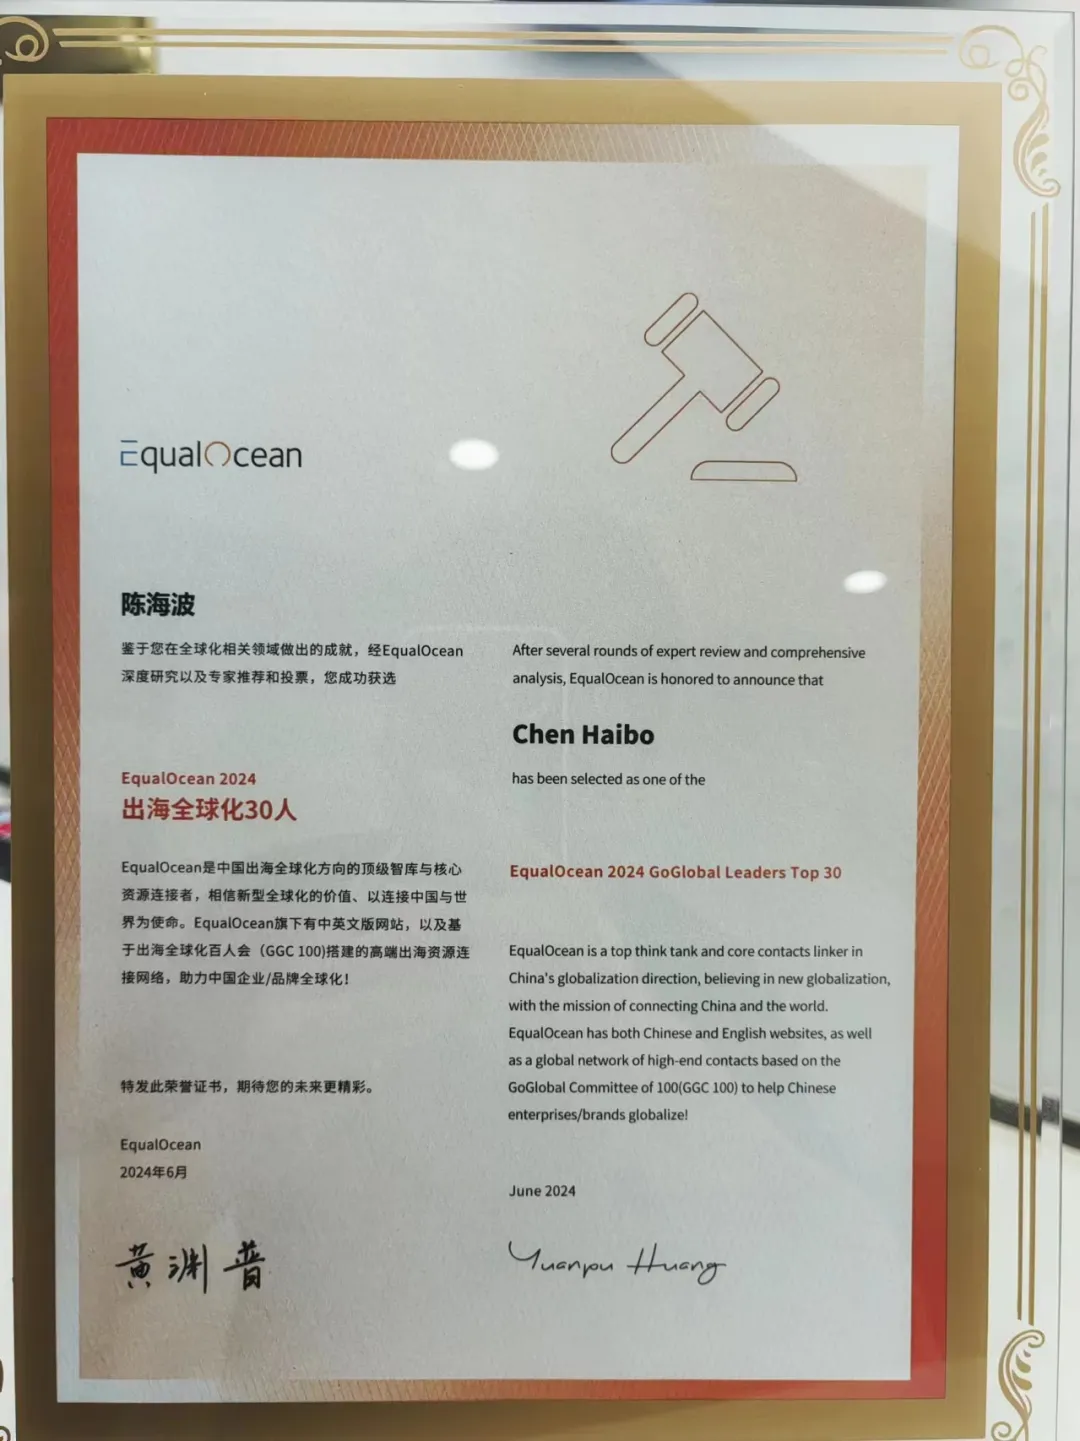 EqualOcean
陈海波
鉴于您在全球化相关领域做出的成就，经EqualOcean
深度研究以及专家推荐和投票，您成功获选
EqualOcean 2024
出海全球化30人
EqualOcean是中国出海全球化方向的顶级智库与核心
资源连接者，相信新型全球化的价值、以连接中国与世
界为使命。EqualOcean旗下有中英文版网站，以及基
于出海全球化百人会（GGC 100)搭建的高端出海资源连
接网络，助力中国企业/品牌全球化！
特发此荣誉证书，期待您的未来更精彩。
EqualOcean
2024年6月
黄渊普
After several rounds of expert review and comprehensive
analysis, EqualOcean is honored to announce that
Chen Haibo
has been selected as one of the
EqualOcean 2024 GoGlobal Leaders Top 30
EqualOcean is a top think tank and core contacts linker in
China's globalization direction, believing in new globalization,
with the mission of connecting China and the world.
EqualOcean has both Chinese and English websites, as well
as a global network of high-end contacts based on the
GoGlobal Committee of 100(GGC 100) to help Chinese
enterprises/brands globalize!
June 2024
Yuanpu Huang